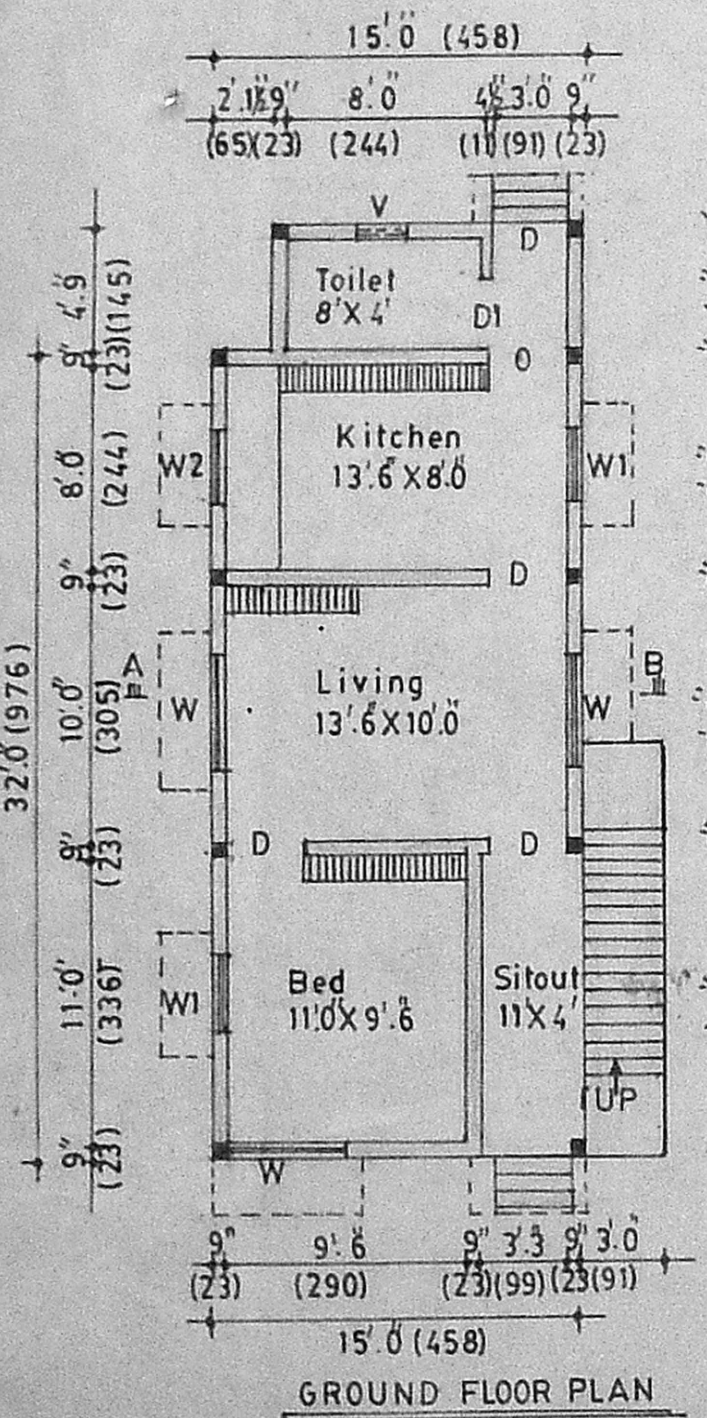 15'.0" (458)
2'.1½" 9" 8'.0" 4½" 3'.0 9"
(65)(23) (244) (11)(91) (23)
V
D
Toilet
8'X 4'
D1
O
4'.9
(145)
9"
(23)
Kitchen
13'.6" X 8'.0"
W2
W1
8'.0"
(244)
D
9"
(23)
A
B
Living
13'.6" X 10'.0"
W
W
10'.0"
(305)
32'.0" (976)
D
D
9"
(23)
Bed
11'.0" X 9'.6"
Sitout
11'X 4'
W1
11'.0"
(336)
UP
9"
(23)
W
9" 9'.6" 9" 3'.3" 9" 3'.0"
(23) (290) (23)(99) (23)(91)
15'.0" (458)
GROUND FLOOR PLAN